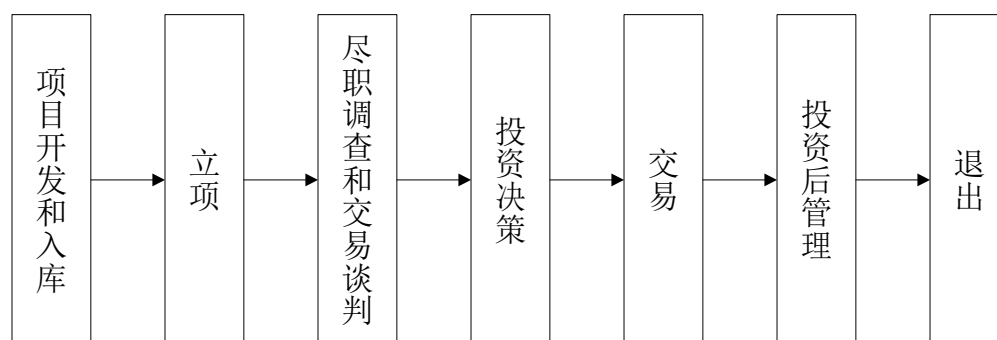 项目开发和入库
立项
尽职调查和交易谈判
投资决策
交易
投资后管理
退出